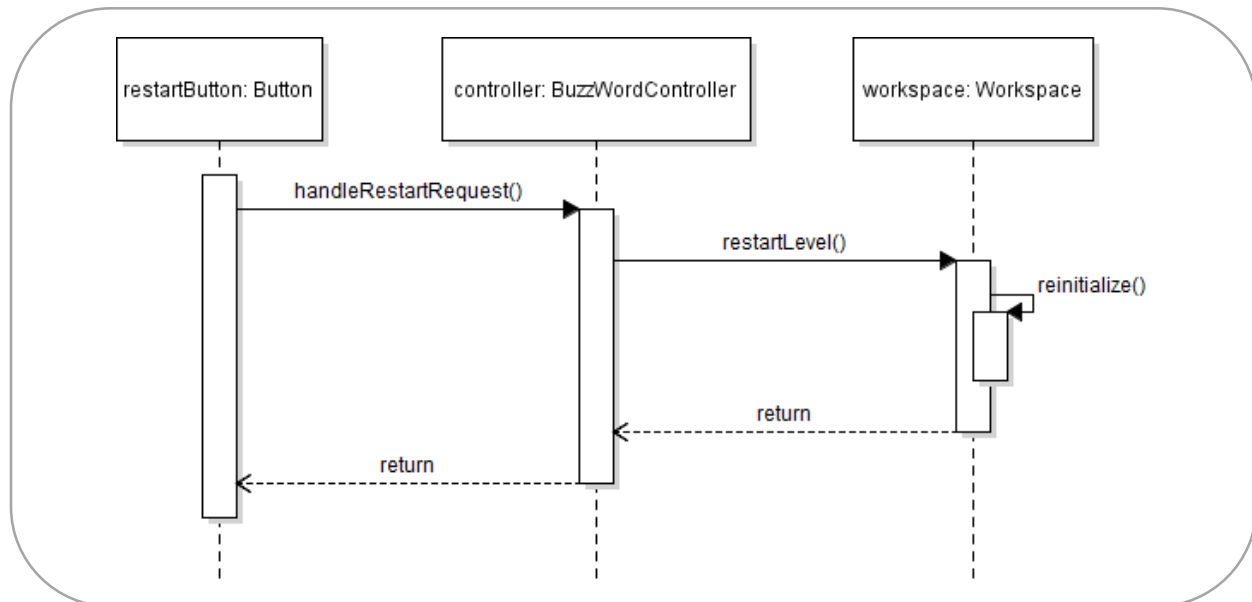 restartButton: Button
controller: BuzzWordController
workspace: Workspace
handleRestartRequest()
restartLevel()
reinitialize()
return
return